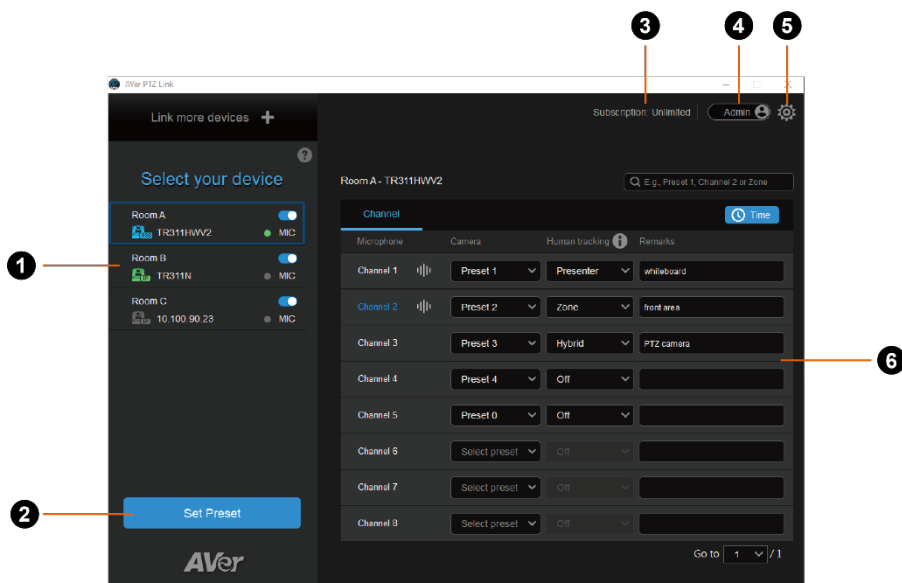 3 4 5
AVer PTZ Link
Link more devices +
Subscription: Unlimited Admin
?
Select your device
Room A - TR311HWV2
E.g., Preset 1, Channel 2 or Zone
Room A
TR311HWV2 MIC
Room B
TR311N MIC
Room C
10.100.90.23 MIC
1
Channel Time
Microphone Camera Human tracking i Remarks
Channel 1 Preset 1 Presenter whiteboard
Channel 2 Preset 2 Zone front area
Channel 3 Preset 3 Hybrid PTZ camera
6
Channel 4 Preset 4 Off
Channel 5 Preset 0 Off
Channel 6 Select preset Off
Channel 7 Select preset Off
Channel 8 Select preset Off
2
Set Preset
AVer
Go to 1 / 1